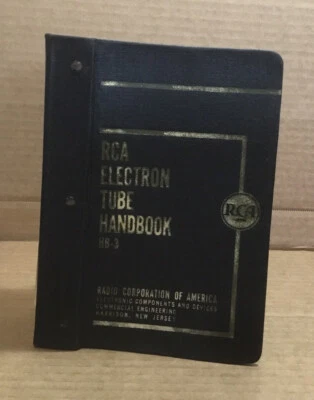 RCA
ELECTRON
TUBE
HANDBOOK
HB-3
RCA
RADIO CORPORATION OF AMERICA
ELECTRONIC COMPONENTS AND DEVICES
COMMERCIAL ENGINEERING
HARRISON, NEW JERSEY